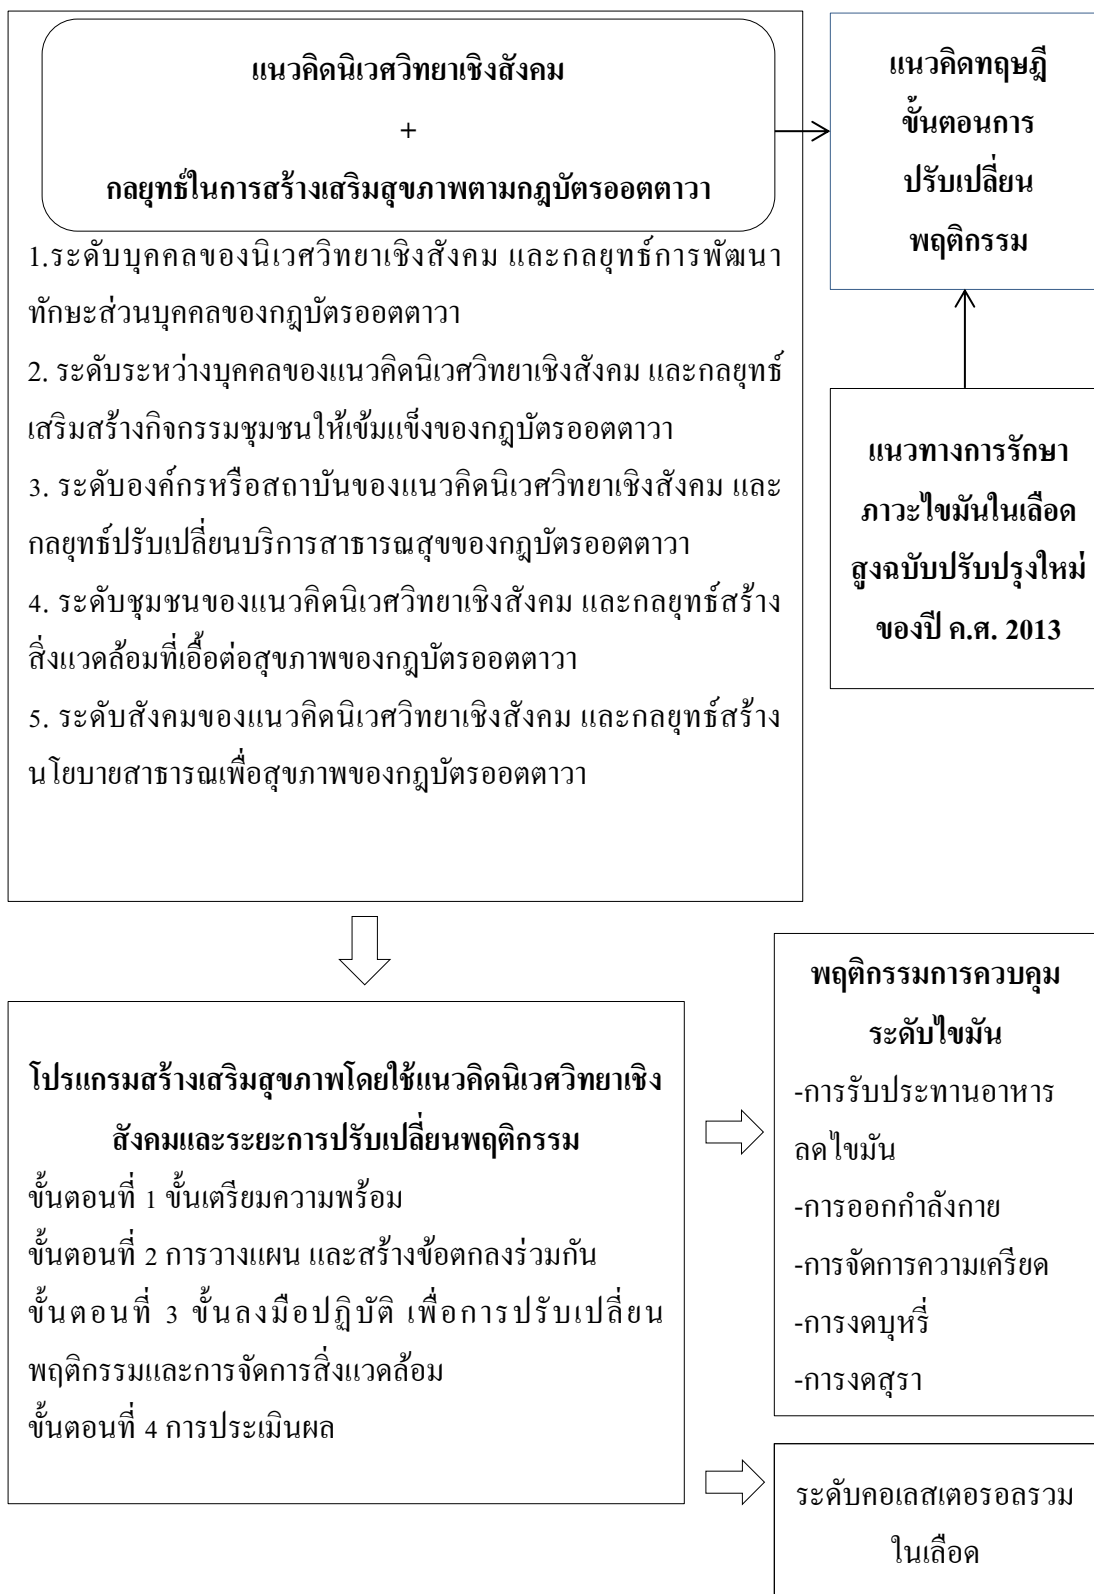 แนวคิดนิเวศวิทยาเชิงสังคม
+
กลยุทธ์ในการสร้างเสริมสุขภาพตามกฎบัตรออตตาวา
1.ระดับบุคคลของนิเวศวิทยาเชิงสังคม และกลยุทธ์การพัฒนา
ทักษะส่วนบุคคลของกฎบัตรออตตาวา
2. ระดับระหว่างบุคคลของแนวคิดนิเวศวิทยาเชิงสังคม และกลยุทธ์
เสริมสร้างกิจกรรมชุมชนให้เข้มแข็งของกฎบัตรออตตาวา
3. ระดับองค์กรหรือสถาบันของแนวคิดนิเวศวิทยาเชิงสังคม และ
กลยุทธ์ปรับเปลี่ยนบริการสาธารณสุขของกฎบัตรออตตาวา
4. ระดับชุมชนของแนวคิดนิเวศวิทยาเชิงสังคม และกลยุทธ์สร้าง
สิ่งแวดล้อมที่เอื้อต่อสุขภาพของกฎบัตรออตตาวา
5. ระดับสังคมของแนวคิดนิเวศวิทยาเชิงสังคม และกลยุทธ์สร้าง
นโยบายสาธารณเพื่อสุขภาพของกฎบัตรออตตาวา
แนวคิดทฤษฎี
ขั้นตอนการ
ปรับเปลี่ยน
พฤติกรรม
แนวทางการรักษา
ภาวะไขมันในเลือด
สูงฉบับปรับปรุงใหม่
ของปี ค.ศ. 2013
โปรแกรมสร้างเสริมสุขภาพโดยใช้แนวคิดนิเวศวิทยาเชิง
สังคมและระยะการปรับเปลี่ยนพฤติกรรม
ขั้นตอนที่ 1 ขั้นเตรียมความพร้อม
ขั้นตอนที่ 2 การวางแผน และสร้างข้อตกลงร่วมกัน
ขั้นตอนที่ 3 ขั้นลงมือปฏิบัติ เพื่อการปรับเปลี่ยน
พฤติกรรมและการจัดการสิ่งแวดล้อม
ขั้นตอนที่ 4 การประเมินผล
พฤติกรรมการควบคุม
ระดับไขมัน
-การรับประทานอาหาร
ลดไขมัน
-การออกกำลังกาย
-การจัดการความเครียด
-การงดบุหรี่
-การงดสุรา
ระดับคอเลสเตอรอลรวม
ในเลือด